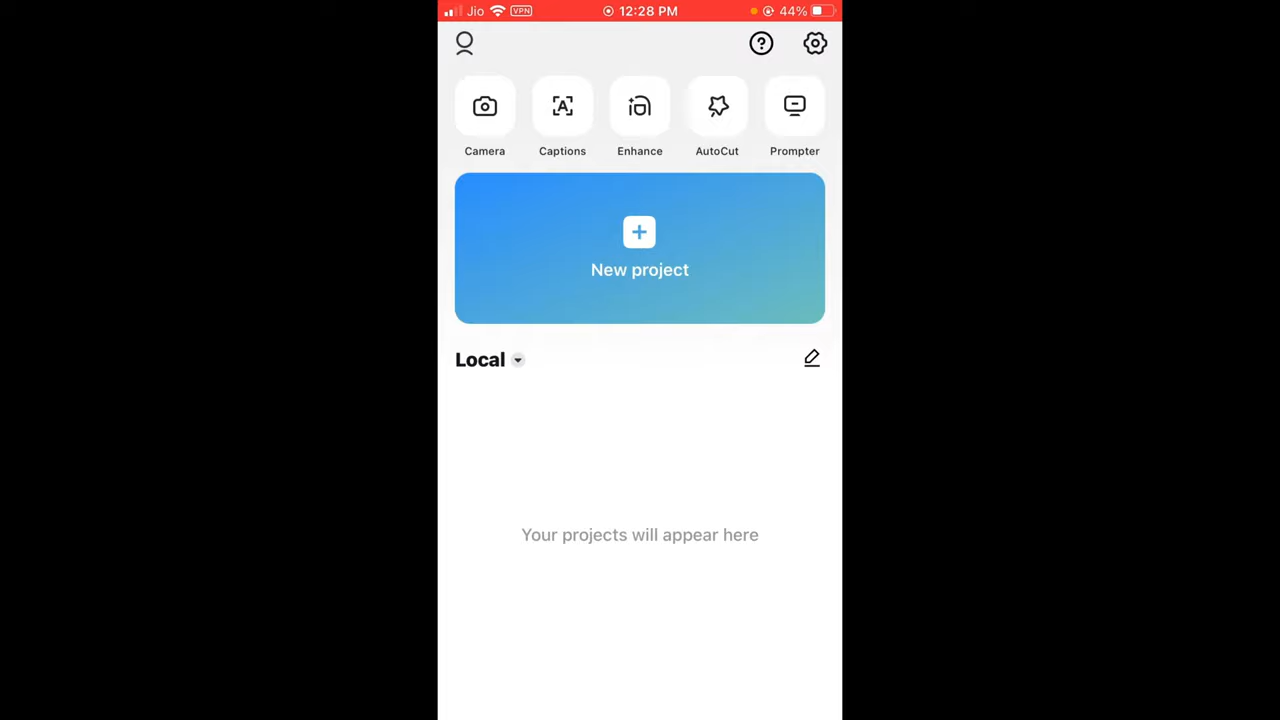 Jio VPN 12:28 PM 44%
Camera Captions Enhance AutoCut Prompter
New project
Local
Your projects will appear here